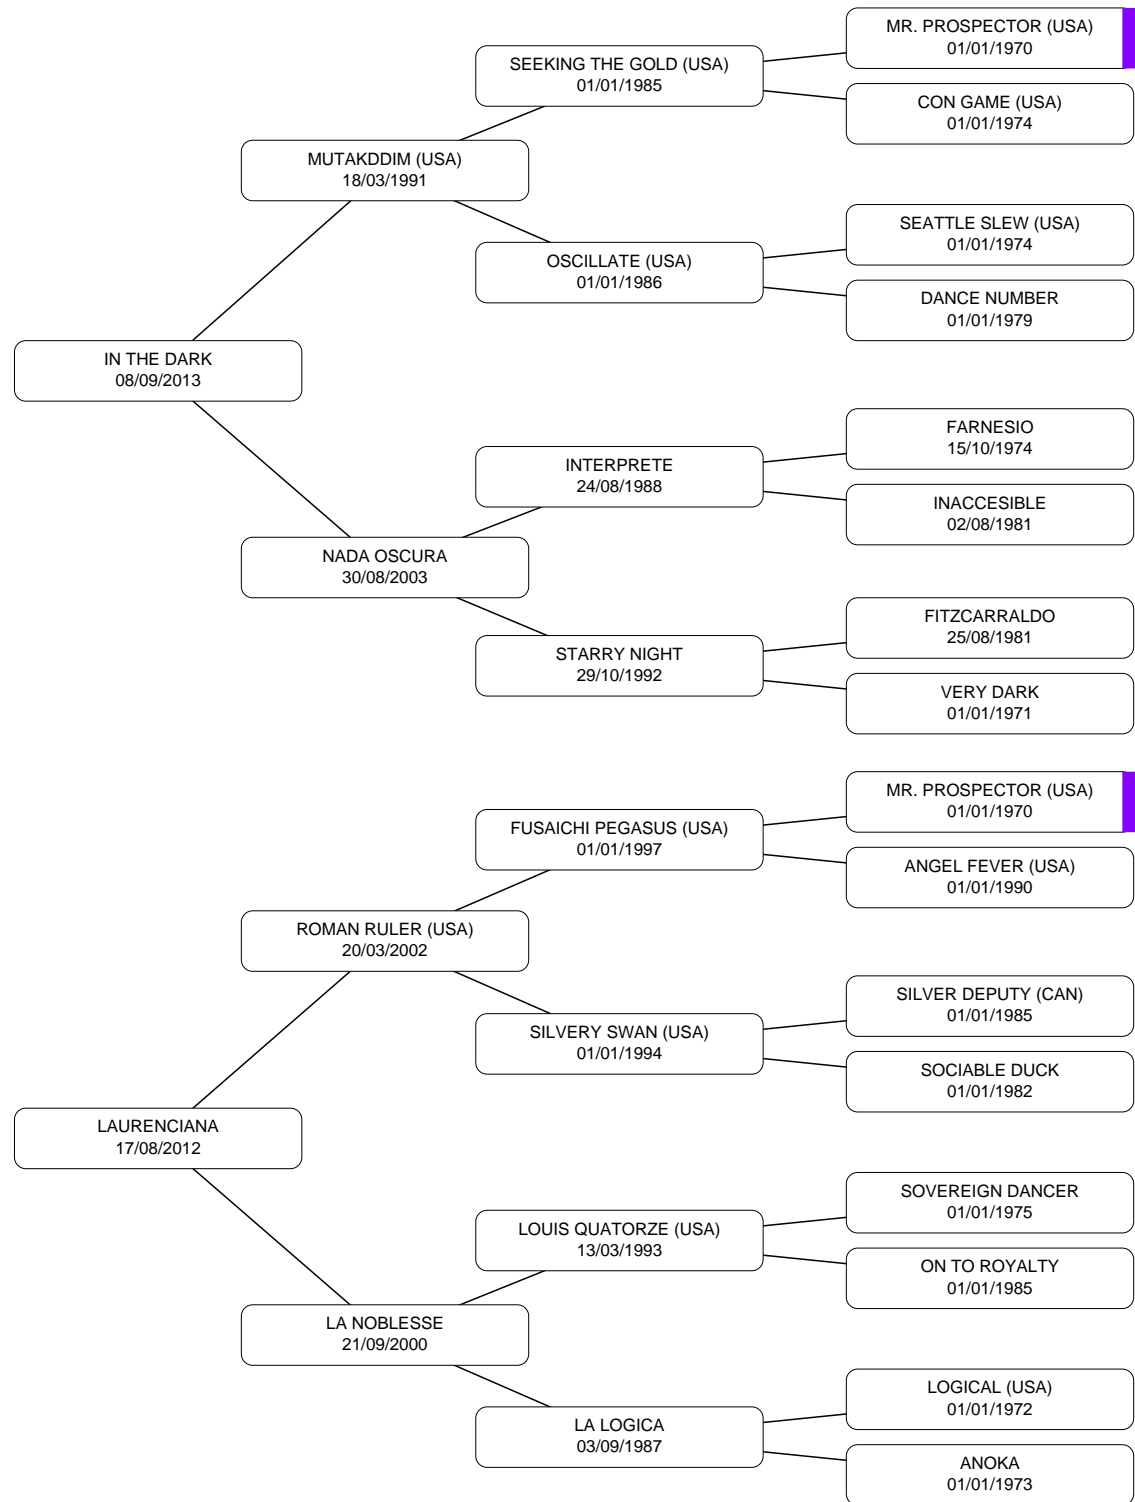 MR. PROSPECTOR (USA)
01/01/1970
SEEKING THE GOLD (USA)
01/01/1985
CON GAME (USA)
01/01/1974
MUTAKDDIM (USA)
18/03/1991
SEATTLE SLEW (USA)
01/01/1974
OSCILLATE (USA)
01/01/1986
DANCE NUMBER
01/01/1979
IN THE DARK
08/09/2013
FARNESIO
15/10/1974
INTERPRETE
24/08/1988
INACCESIBLE
02/08/1981
NADA OSCURA
30/08/2003
FITZCARRALDO
25/08/1981
STARRY NIGHT
29/10/1992
VERY DARK
01/01/1971
MR. PROSPECTOR (USA)
01/01/1970
FUSAICHI PEGASUS (USA)
01/01/1997
ANGEL FEVER (USA)
01/01/1990
ROMAN RULER (USA)
20/03/2002
SILVER DEPUTY (CAN)
01/01/1985
SILVERY SWAN (USA)
01/01/1994
SOCIABLE DUCK
01/01/1982
LAURENCIANA
17/08/2012
SOVEREIGN DANCER
01/01/1975
LOUIS QUATORZE (USA)
13/03/1993
ON TO ROYALTY
01/01/1985
LA NOBLESSE
21/09/2000
LOGICAL (USA)
01/01/1972
LA LOGICA
03/09/1987
ANOKA
01/01/1973